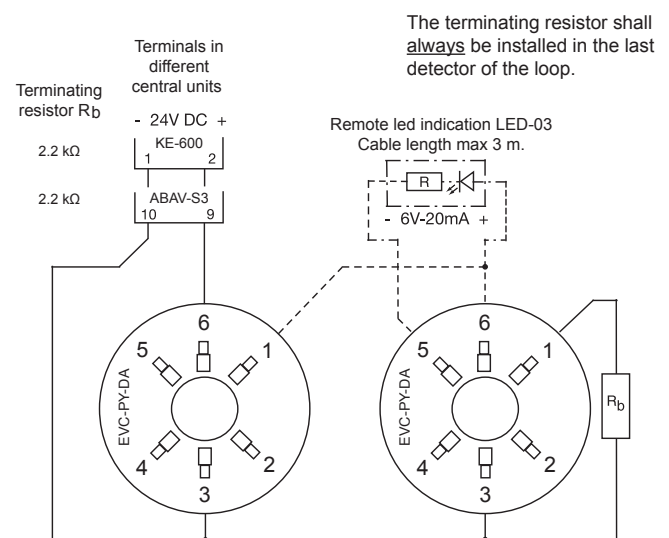 The terminating resistor shall
always be installed in the last
detector of the loop.
Terminals in
different
central units
Terminating
resistor Rb
- 24V DC +
Remote led indication LED-03
Cable length max 3 m.
2.2 kΩ
KE-600
1 2
R
2.2 kΩ
ABAV-S3
10 9
- 6V-20mA +
6
5 1
EVC-PY-DA
4 2
3
6
5 1
EVC-PY-DA
4 2
3
Rb